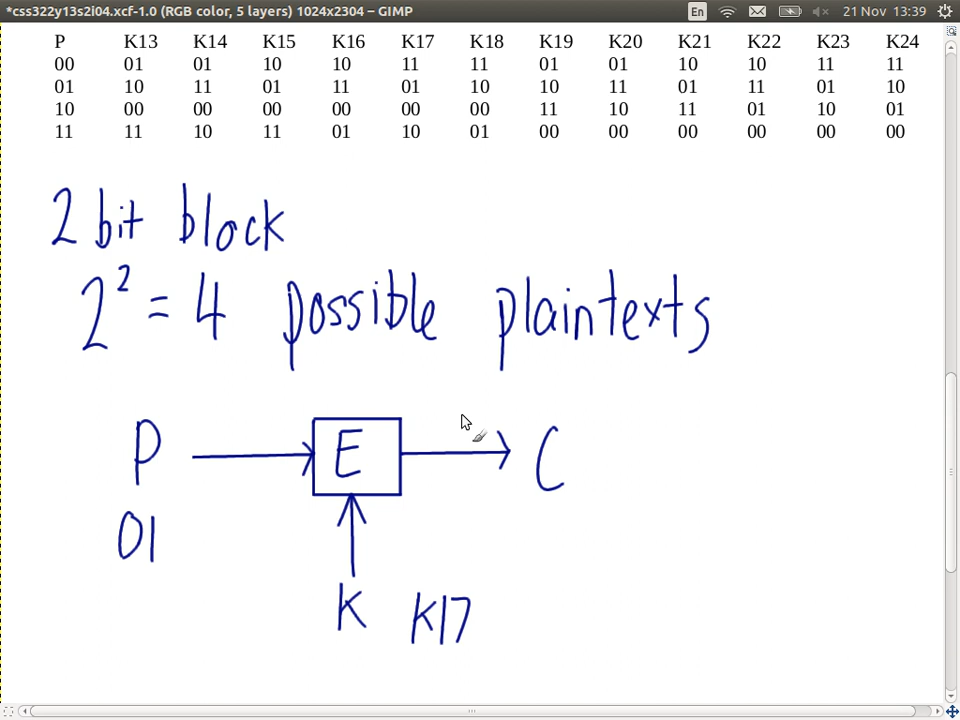 *css322y13s2i04.xcf-1.0 (RGB color, 5 layers) 1024x2304 – GIMP En 21 Nov 13:39
P K13 K14 K15 K16 K17 K18 K19 K20 K21 K22 K23 K24
00 01 01 10 10 11 11 01 01 10 10 11 11
01 10 11 01 11 01 10 10 11 01 11 01 10
10 00 00 00 00 00 00 11 10 11 01 10 01
11 11 10 11 01 10 01 00 00 00 00 00 00
2 bit block
2² = 4 possible plaintexts
P E C
01
K K17